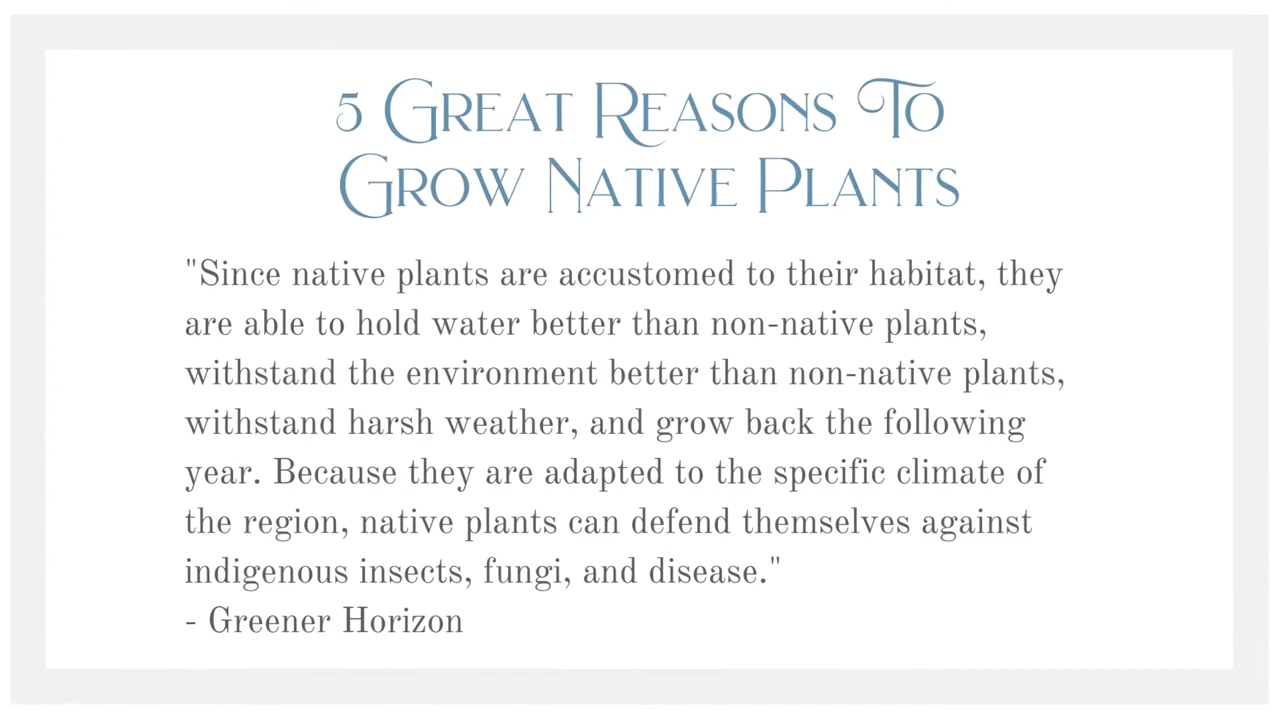 5 Great Reasons To
Grow Native Plants
"Since native plants are accustomed to their habitat, they
are able to hold water better than non-native plants,
withstand the environment better than non-native plants,
withstand harsh weather, and grow back the following
year. Because they are adapted to the specific climate of
the region, native plants can defend themselves against
indigenous insects, fungi, and disease."
- Greener Horizon